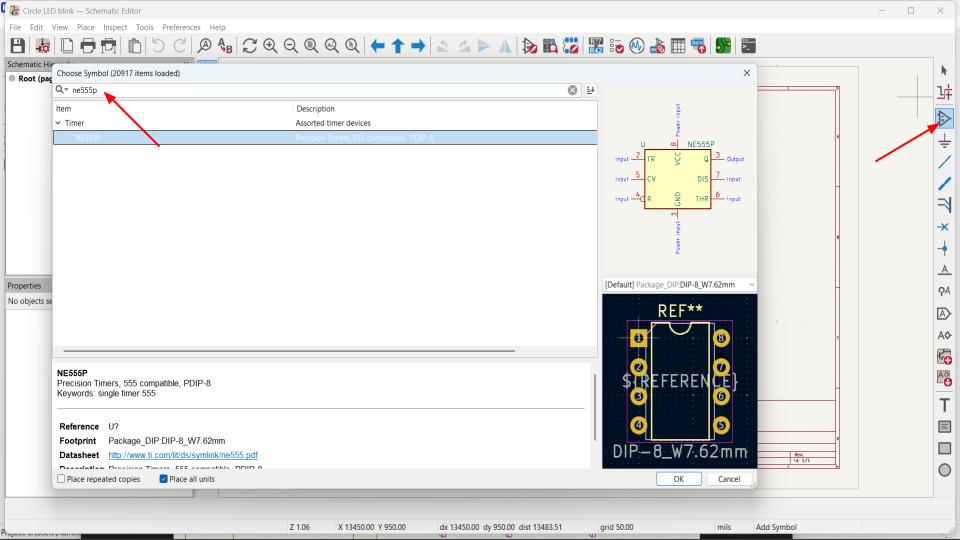 Circle LED blink — Schematic Editor
File Edit View Place Inspect Tools Preferences Help
Schematic
Root (pag
Choose Symbol (20917 items loaded)
ne555p
Item Description
Timer Assorted timer devices
NE555P Precision Timers, 555 compatible, PDIP-8
Power input
U NE555P
8
VCC
Input 2 TR Q 3 Output
Input 5 CV DIS 7 Input
Input 4 R THR 6 Input
GND
1
Power input
[Default] Package_DIP:DIP-8_W7.62mm
REF**
1 8
2 7
${REFERENCE}
3 6
4 5
DIP-8_W7.62mm
Properties
No objects se
NE555P
Precision Timers, 555 compatible, PDIP-8
Keywords: single timer 555
Reference U?
Footprint Package_DIP:DIP-8_W7.62mm
Datasheet http://www.ti.com/lit/ds/symlink/ne555.pdf
Description Precision Timers, 555 compatible, PDIP-8
Place repeated copies Place all units OK Cancel
Rev
Id: 1/1
Z 1.06 X 13450.00 Y 950.00 dx 13450.00 dy 950.00 dist 13483.51 grid 50.00 mils Add Symbol